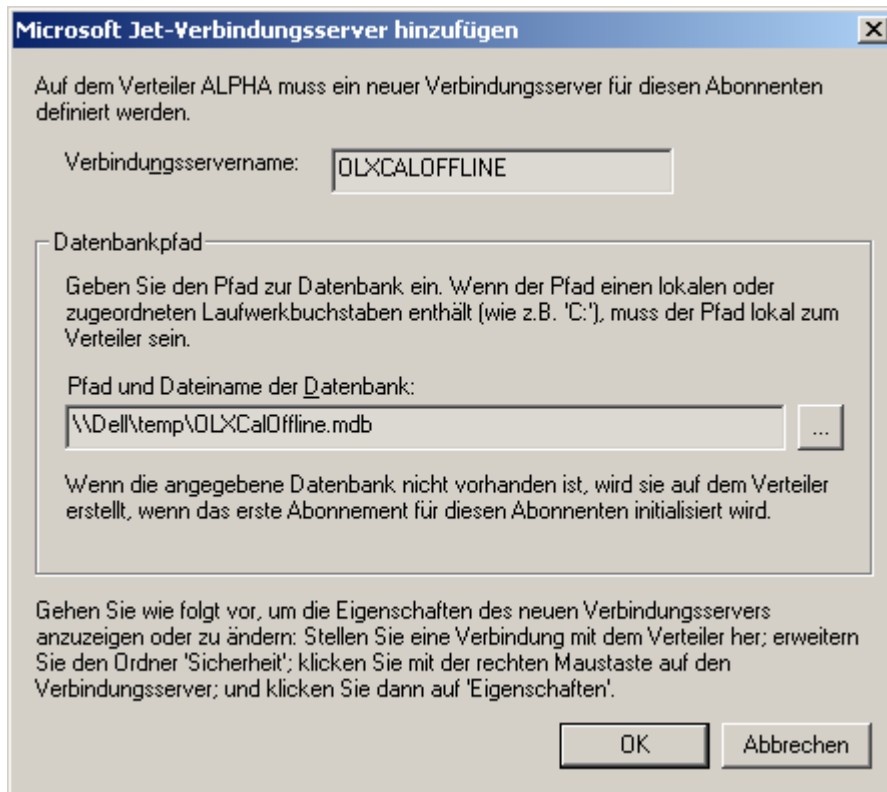 Microsoft Jet-Verbindungsserver hinzufügen
Auf dem Verteiler ALPHA muss ein neuer Verbindungsserver für diesen Abonnenten
definiert werden.
Verbindungsservername: OLXCALOFFLINE
Datenbankpfad
Geben Sie den Pfad zur Datenbank ein. Wenn der Pfad einen lokalen oder
zugeordneten Laufwerkbuchstaben enthält (wie z.B. 'C:'), muss der Pfad lokal zum
Verteiler sein.
Pfad und Dateiname der Datenbank:
\\Dell\temp\OLXCalOffline.mdb ...
Wenn die angegebene Datenbank nicht vorhanden ist, wird sie auf dem Verteiler
erstellt, wenn das erste Abonnement für diesen Abonnenten initialisiert wird.
Gehen Sie wie folgt vor, um die Eigenschaften des neuen Verbindungsservers
anzuzeigen oder zu ändern: Stellen Sie eine Verbindung mit dem Verteiler her; erweitern
Sie den Ordner 'Sicherheit'; klicken Sie mit der rechten Maustaste auf den
Verbindungsserver; und klicken Sie dann auf 'Eigenschaften'.
OK Abbrechen